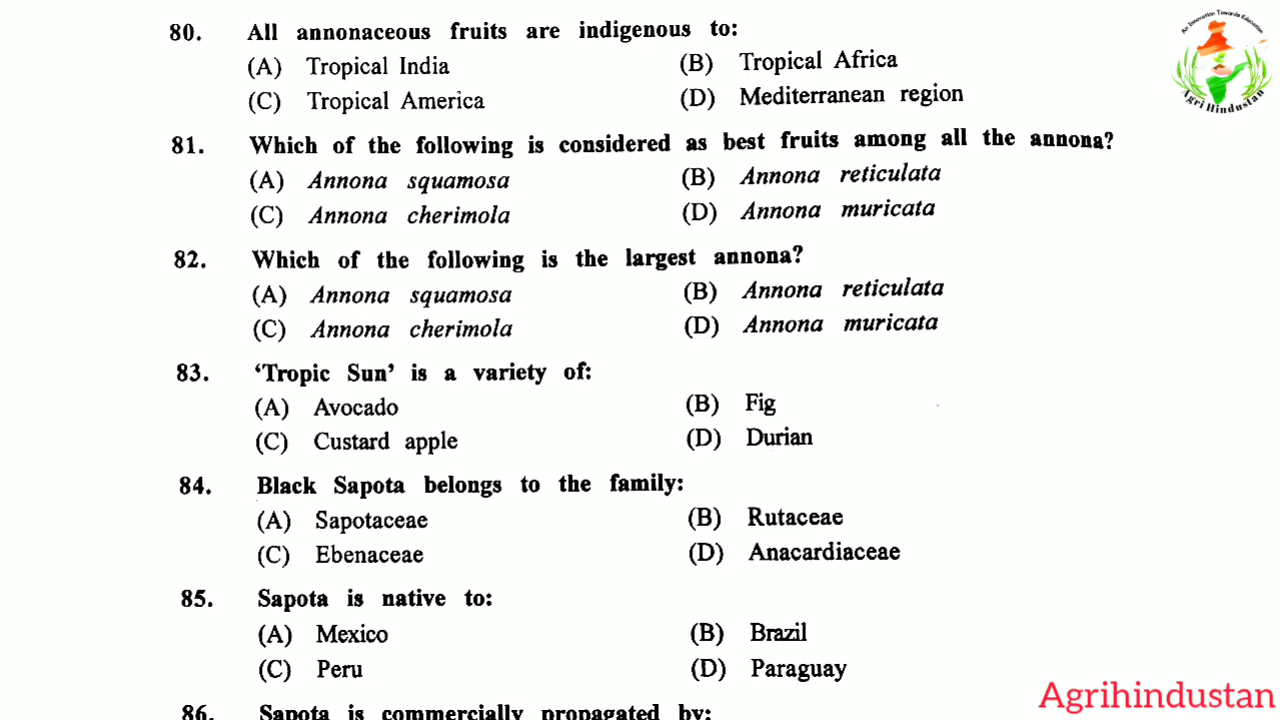 An Innovation Towards Education
Agri Hindustan
80. All annonaceous fruits are indigenous to:
(A) Tropical India (B) Tropical Africa
(C) Tropical America (D) Mediterranean region
81. Which of the following is considered as best fruits among all the annona?
(A) Annona squamosa (B) Annona reticulata
(C) Annona cherimola (D) Annona muricata
82. Which of the following is the largest annona?
(A) Annona squamosa (B) Annona reticulata
(C) Annona cherimola (D) Annona muricata
83. ‘Tropic Sun’ is a variety of:
(A) Avocado (B) Fig
(C) Custard apple (D) Durian
84. Black Sapota belongs to the family:
(A) Sapotaceae (B) Rutaceae
(C) Ebenaceae (D) Anacardiaceae
85. Sapota is native to:
(A) Mexico (B) Brazil
(C) Peru (D) Paraguay
86. Sapota is commercially propagated by:
Agrihindustan